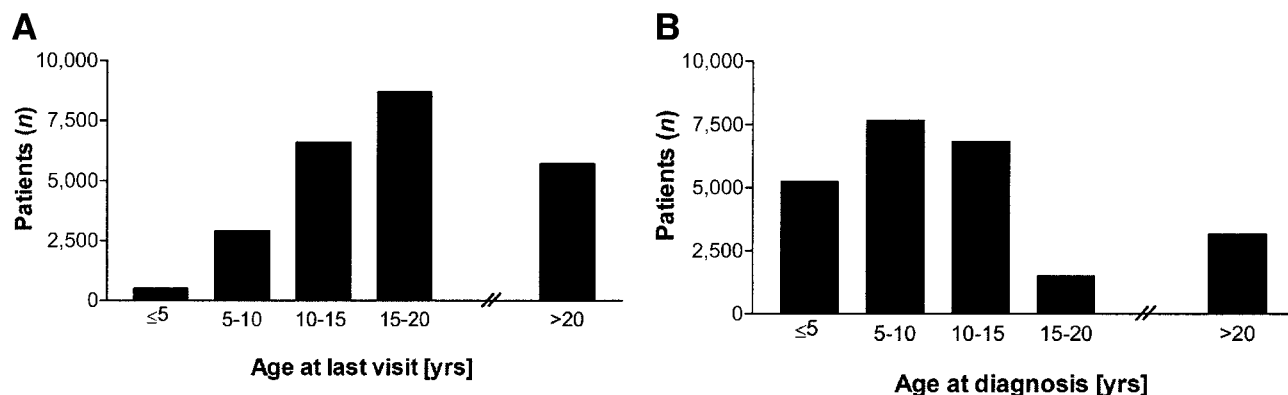 A
10,000
7,500
5,000
2,500
0
Patients (n)
≤5 5-10 10-15 15-20 >20
Age at last visit [yrs]
B
10,000
7,500
5,000
2,500
0
Patients (n)
≤5 5-10 10-15 15-20 >20
Age at diagnosis [yrs]